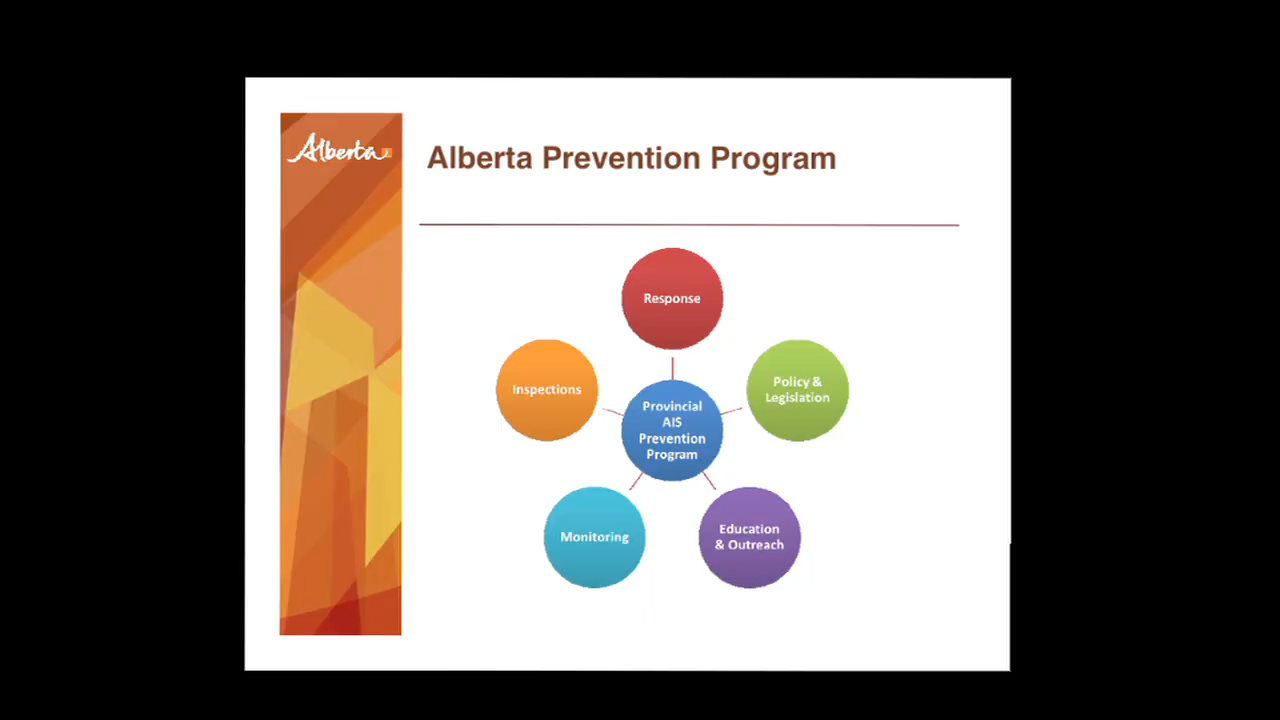 Alberta
Alberta Prevention Program
Response
Inspections
Policy &
Legislation
Provincial
AIS
Prevention
Program
Monitoring
Education
& Outreach